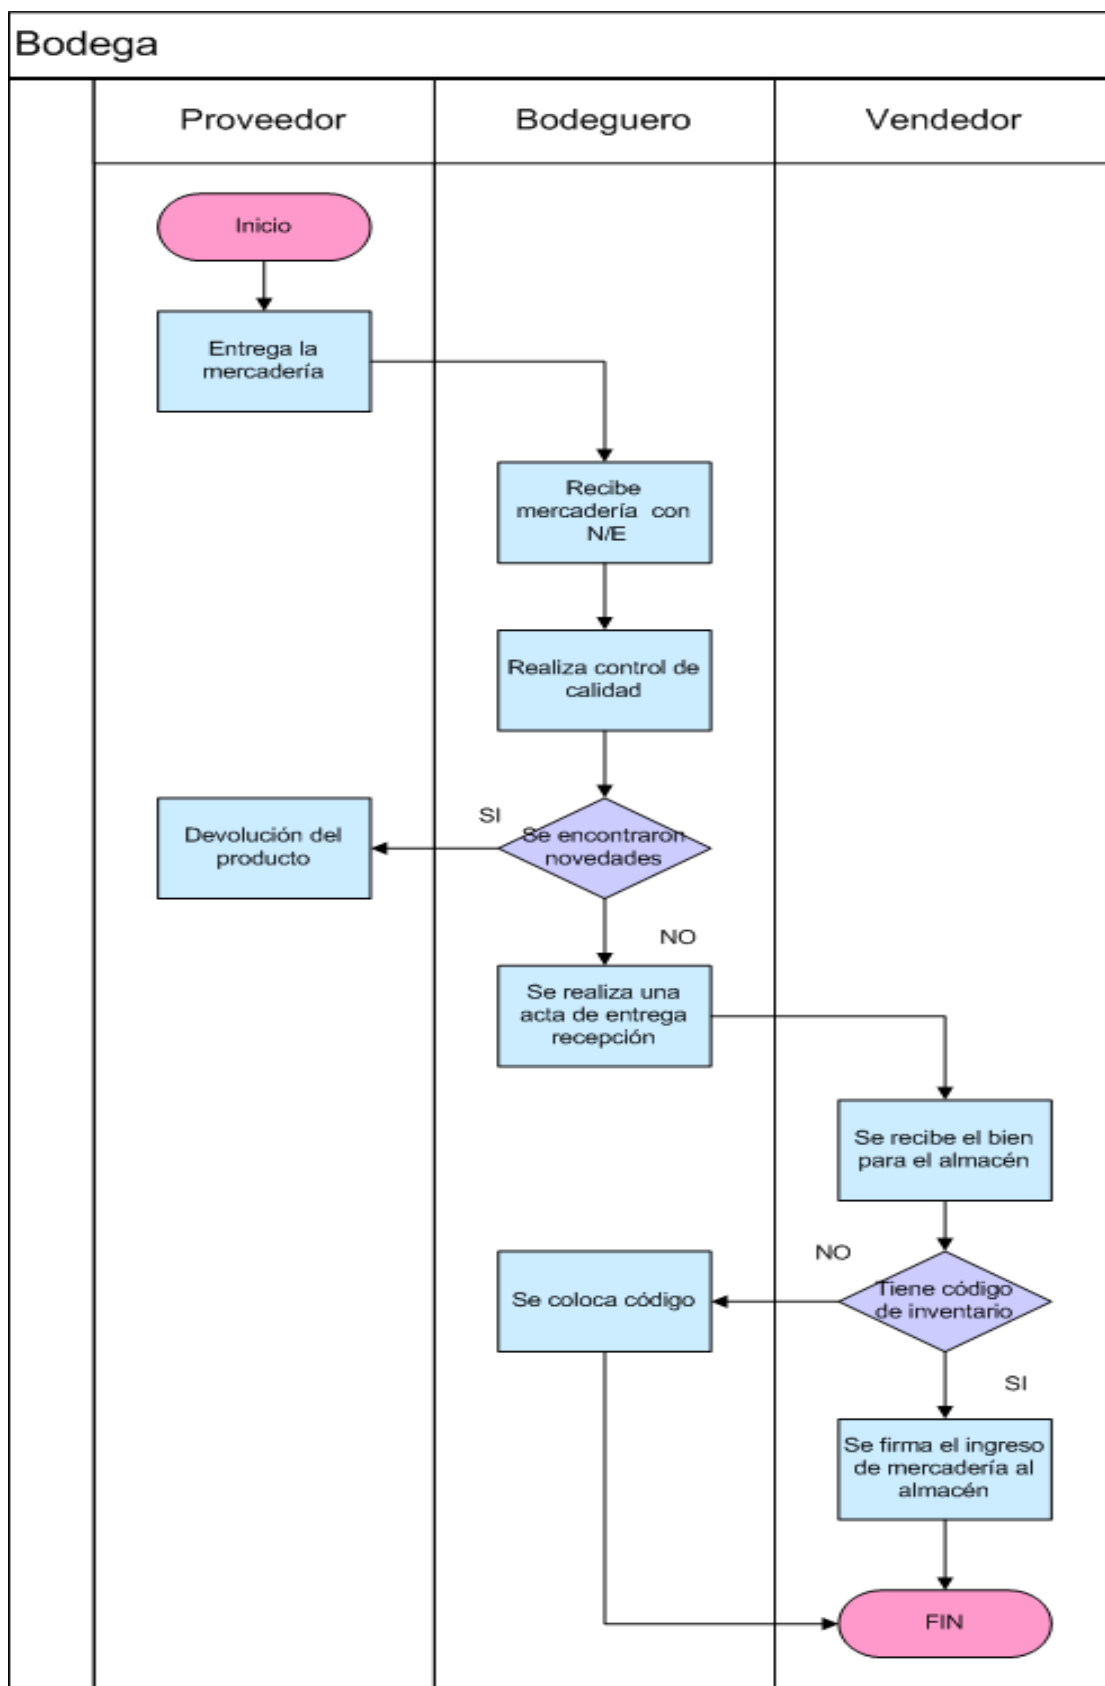 Bodega
Proveedor
Bodeguero
Vendedor
Inicio
Entrega la
mercadería
Recibe
mercadería con
N/E
Realiza control de
calidad
SI
Se encontraron
novedades
Devolución del
producto
NO
Se realiza una
acta de entrega
recepción
Se recibe el bien
para el almacén
NO
Tiene código
de inventario
Se coloca código
SI
Se firma el ingreso
de mercadería al
almacén
FIN